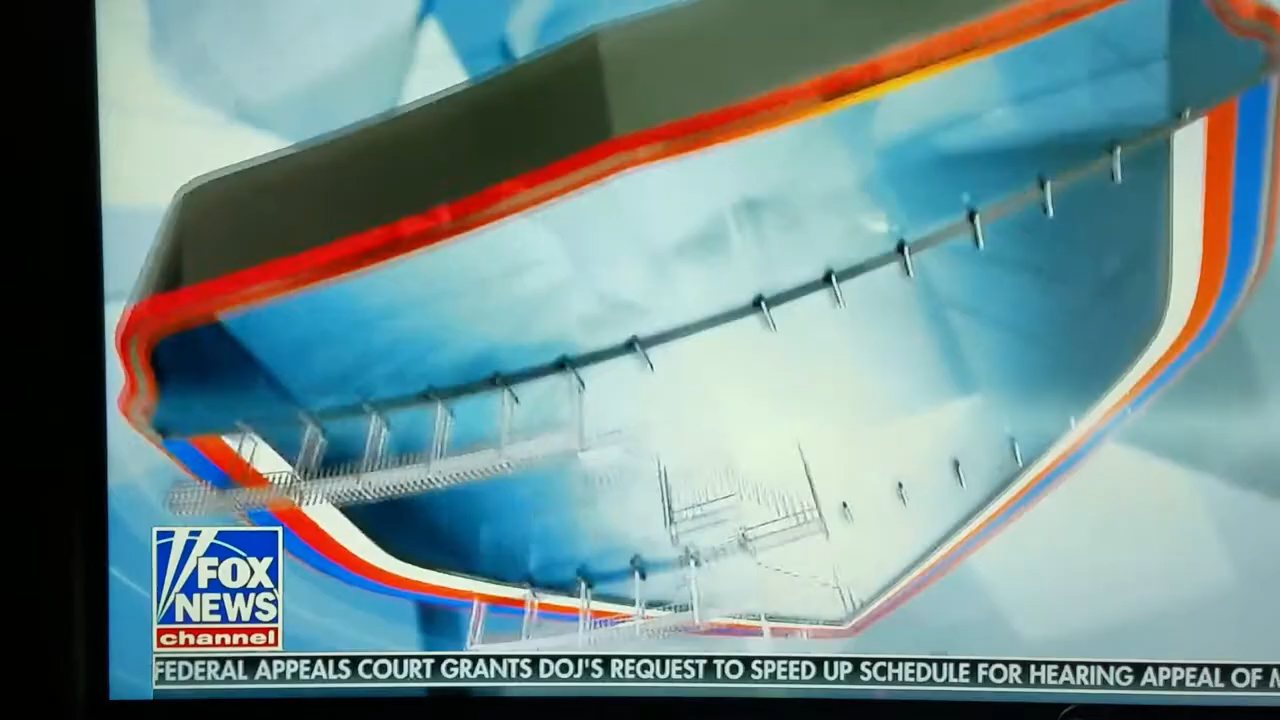 FOX
NEWS
channel
FEDERAL APPEALS COURT GRANTS DOJ'S REQUEST TO SPEED UP SCHEDULE FOR HEARING APPEAL OF